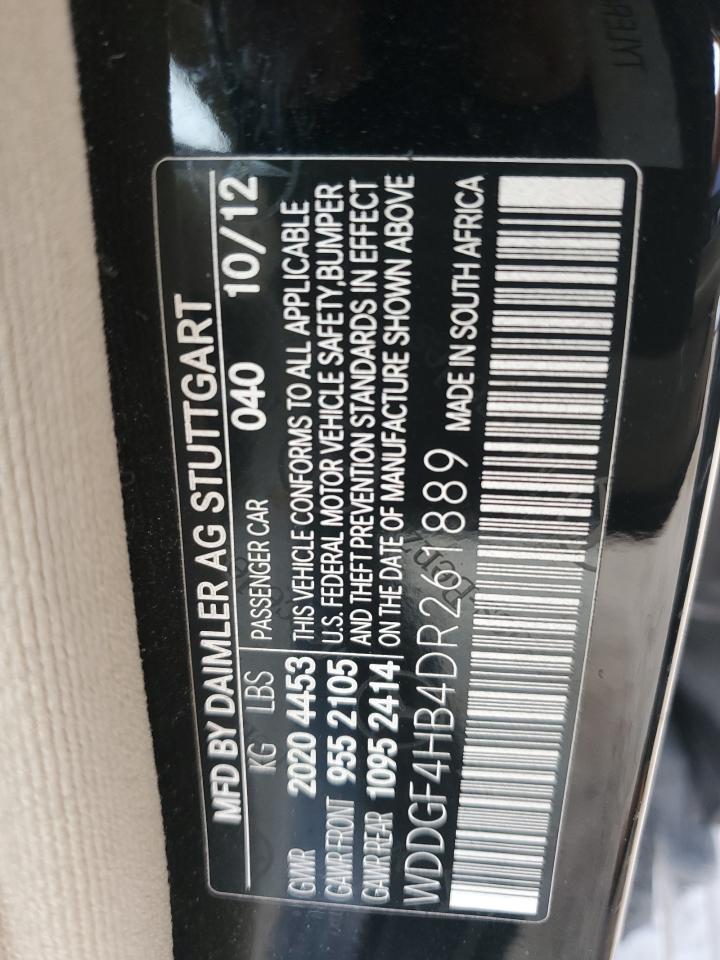 MFD BY DAIMLER AG STUTTGART
KG LBS 040 10/12
PASSENGER CAR
GWR 2020 4453
GAWR FRONT 955 2105
GAWR REAR 1095 2414
THIS VEHICLE CONFORMS TO ALL APPLICABLE
U.S. FEDERAL MOTOR VEHICLE SAFETY,BUMPER
AND THEFT PREVENTION STANDARDS IN EFFECT
ON THE DATE OF MANUFACTURE SHOWN ABOVE
WDDGF4HB4DR261889 MADE IN SOUTH AFRICA